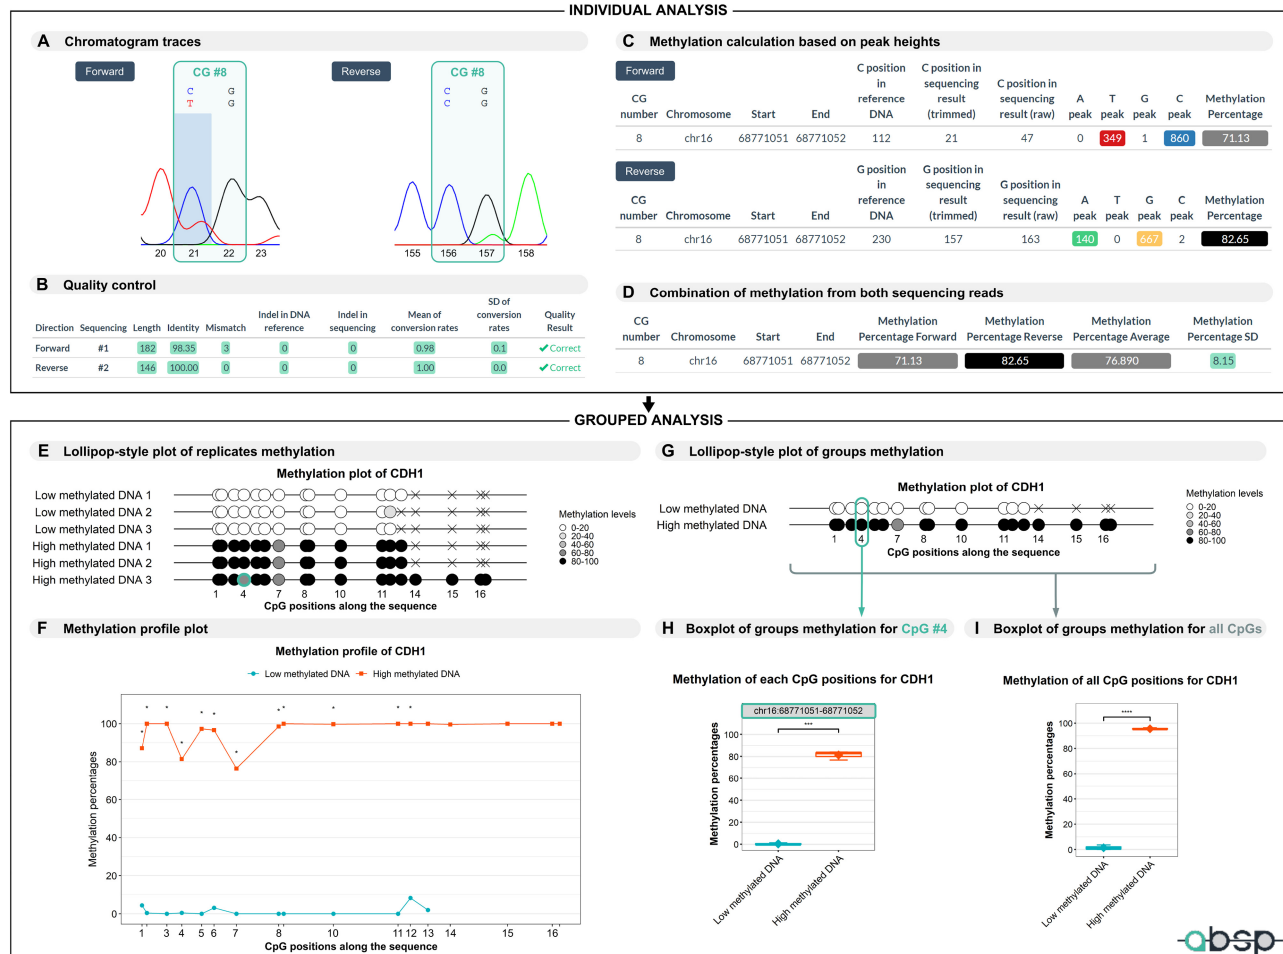 INDIVIDUAL ANALYSIS
A Chromatogram traces
Forward
CG #8
C G
T G
20 21 22 23
Reverse
CG #8
C G
C G
155 156 157 158
B Quality control
Direction Sequencing Length Identity Mismatch Indel in DNA reference Indel in sequencing Mean of conversion rates SD of conversion rates Quality Result
Forward #1 182 98.35 3 0 0 0.98 0.1 ✔ Correct
Reverse #2 146 100.00 0 0 0 1.00 0.0 ✔ Correct
C Methylation calculation based on peak heights
Forward
CG number Chromosome Start End C position in reference DNA C position in sequencing result (trimmed) C position in sequencing result (raw) A peak T peak G peak C peak Methylation Percentage
8 chr16 68771051 68771052 112 21 47 0 349 1 860 71.13
Reverse
CG number Chromosome Start End G position in reference DNA G position in sequencing result (trimmed) G position in sequencing result (raw) A peak T peak G peak C peak Methylation Percentage
8 chr16 68771051 68771052 230 157 163 140 0 667 2 82.65
D Combination of methylation from both sequencing reads
CG number Chromosome Start End Methylation Percentage Forward Methylation Percentage Reverse Methylation Percentage Average Methylation Percentage SD
8 chr16 68771051 68771052 71.13 82.65 76.890 8.15
GROUPED ANALYSIS
E Lollipop-style plot of replicates methylation
Methylation plot of CDH1
Low methylated DNA 1
Low methylated DNA 2
Low methylated DNA 3
High methylated DNA 1
High methylated DNA 2
High methylated DNA 3
1 4 7 8 10 11 14 15 16
CpG positions along the sequence
Methylation levels
0-20
20-40
40-60
60-80
80-100
F Methylation profile plot
Methylation profile of CDH1
Low methylated DNA High methylated DNA
Methylation percentages
100
80
60
40
20
0
* * * * * * * * * * * *
1 3 4 5 6 7 8 10 11 12 13 14 15 16
CpG positions along the sequence
G Lollipop-style plot of groups methylation
Methylation plot of CDH1
Low methylated DNA
High methylated DNA
1 4 7 8 10 11 14 15 16
CpG positions along the sequence
Methylation levels
0-20
20-40
40-60
60-80
80-100
H Boxplot of groups methylation for CpG #4
Methylation of each CpG positions for CDH1
chr16:68771051-68771052
***
Methylation percentages
100
80
60
40
20
0
Low methylated DNA
High methylated DNA
I Boxplot of groups methylation for all CpGs
Methylation of all CpG positions for CDH1
****
Methylation percentages
100
80
60
40
20
0
Low methylated DNA
High methylated DNA
absp